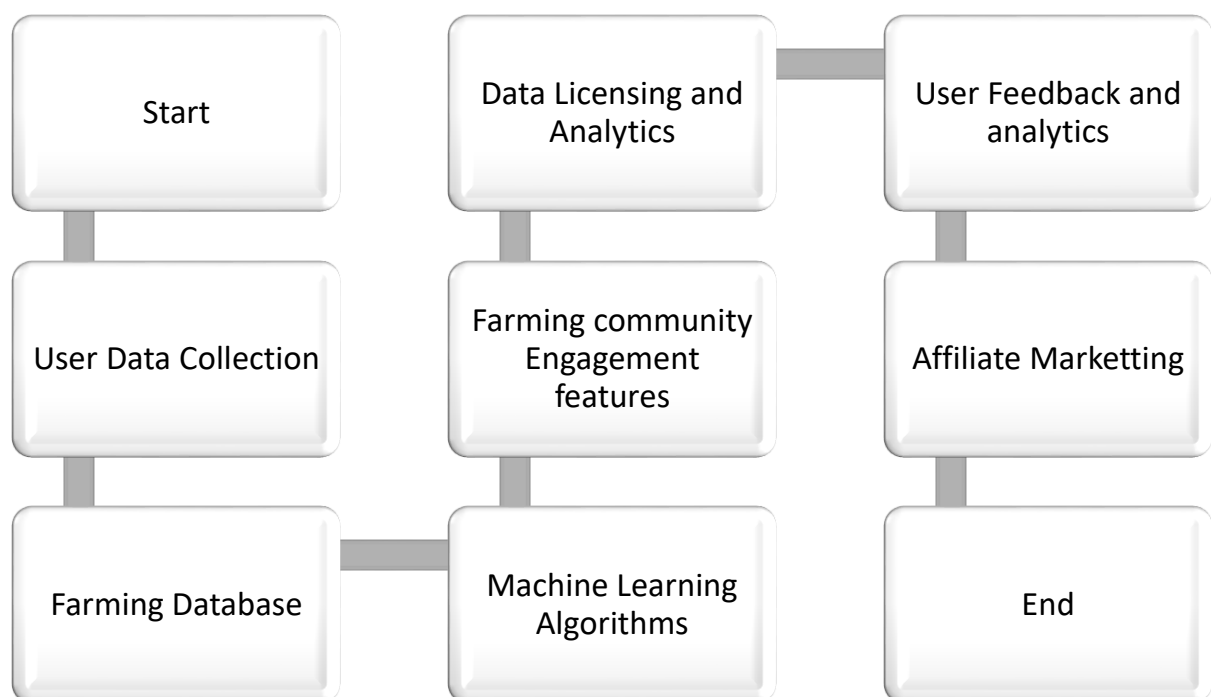 Start
User Data Collection
Farming Database
Machine Learning
Algorithms
Farming community
Engagement
features
Data Licensing and
Analytics
User Feedback and
analytics
Affiliate Marketting
End